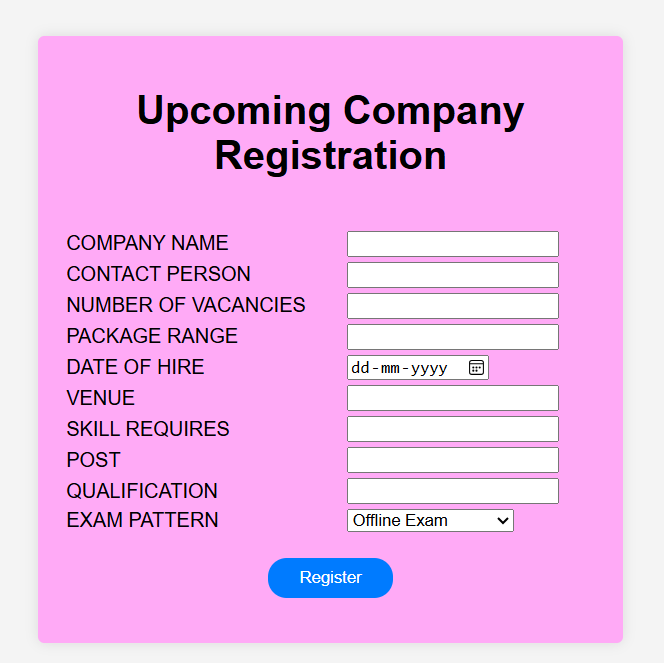 Upcoming Company
Registration
COMPANY NAME
CONTACT PERSON
NUMBER OF VACANCIES
PACKAGE RANGE
DATE OF HIRE dd-mm-yyyy
VENUE
SKILL REQUIRES
POST
QUALIFICATION
EXAM PATTERN Offline Exam
Register